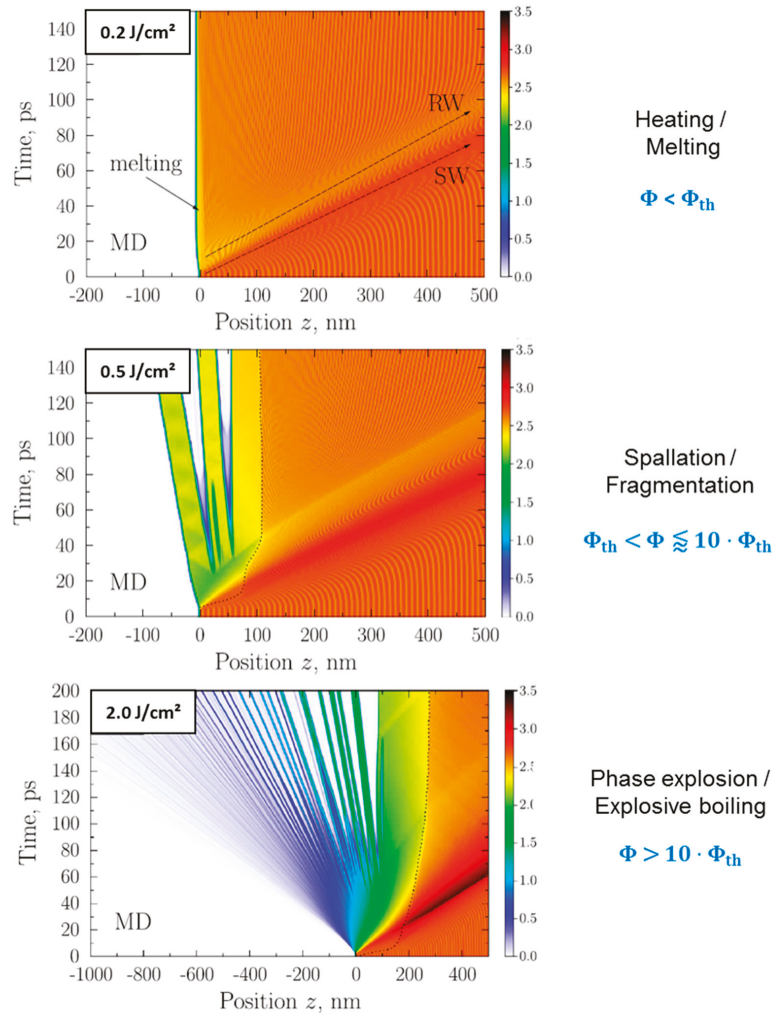 0.2 J/cm²
Time, ps
140
120
100
80
60
40
20
0
melting
MD
RW
SW
-200 -100 0 100 200 300 400 500
Position z, nm
3.5
3.0
2.5
2.0
1.5
1.0
0.5
0.0
Heating /
Melting
Φ < Φth
0.5 J/cm²
Time, ps
140
120
100
80
60
40
20
0
MD
-200 -100 0 100 200 300 400 500
Position z, nm
3.5
3.0
2.5
2.0
1.5
1.0
0.5
0.0
Spallation /
Fragmentation
Φth < Φ ⪅ 10 · Φth
2.0 J/cm²
Time, ps
200
180
160
140
120
100
80
60
40
20
0
MD
-1000 -800 -600 -400 -200 0 200 400
Position z, nm
3.5
3.0
2.5
2.0
1.5
1.0
0.5
0.0
Phase explosion /
Explosive boiling
Φ > 10 · Φth